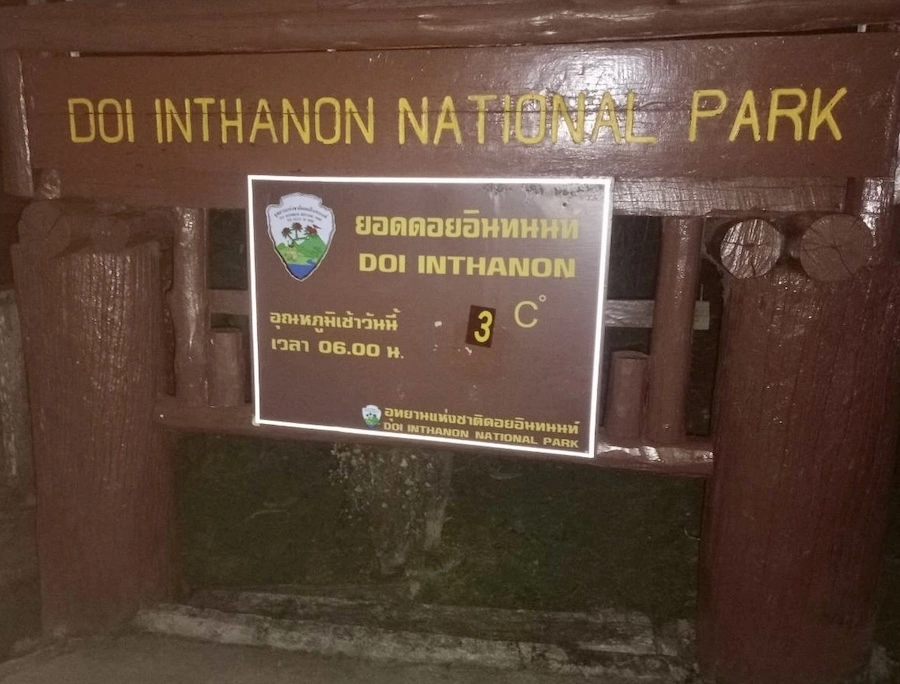 DOI INTHANON NATIONAL PARK
ยอดดอยอินทนนท์
DOI INTHANON
อุณหภูมิเช้าวันนี้
3 C°
เวลา 06.00 น.
อุทยานแห่งชาติดอยอินทนนท์
DOI INTHANON NATIONAL PARK